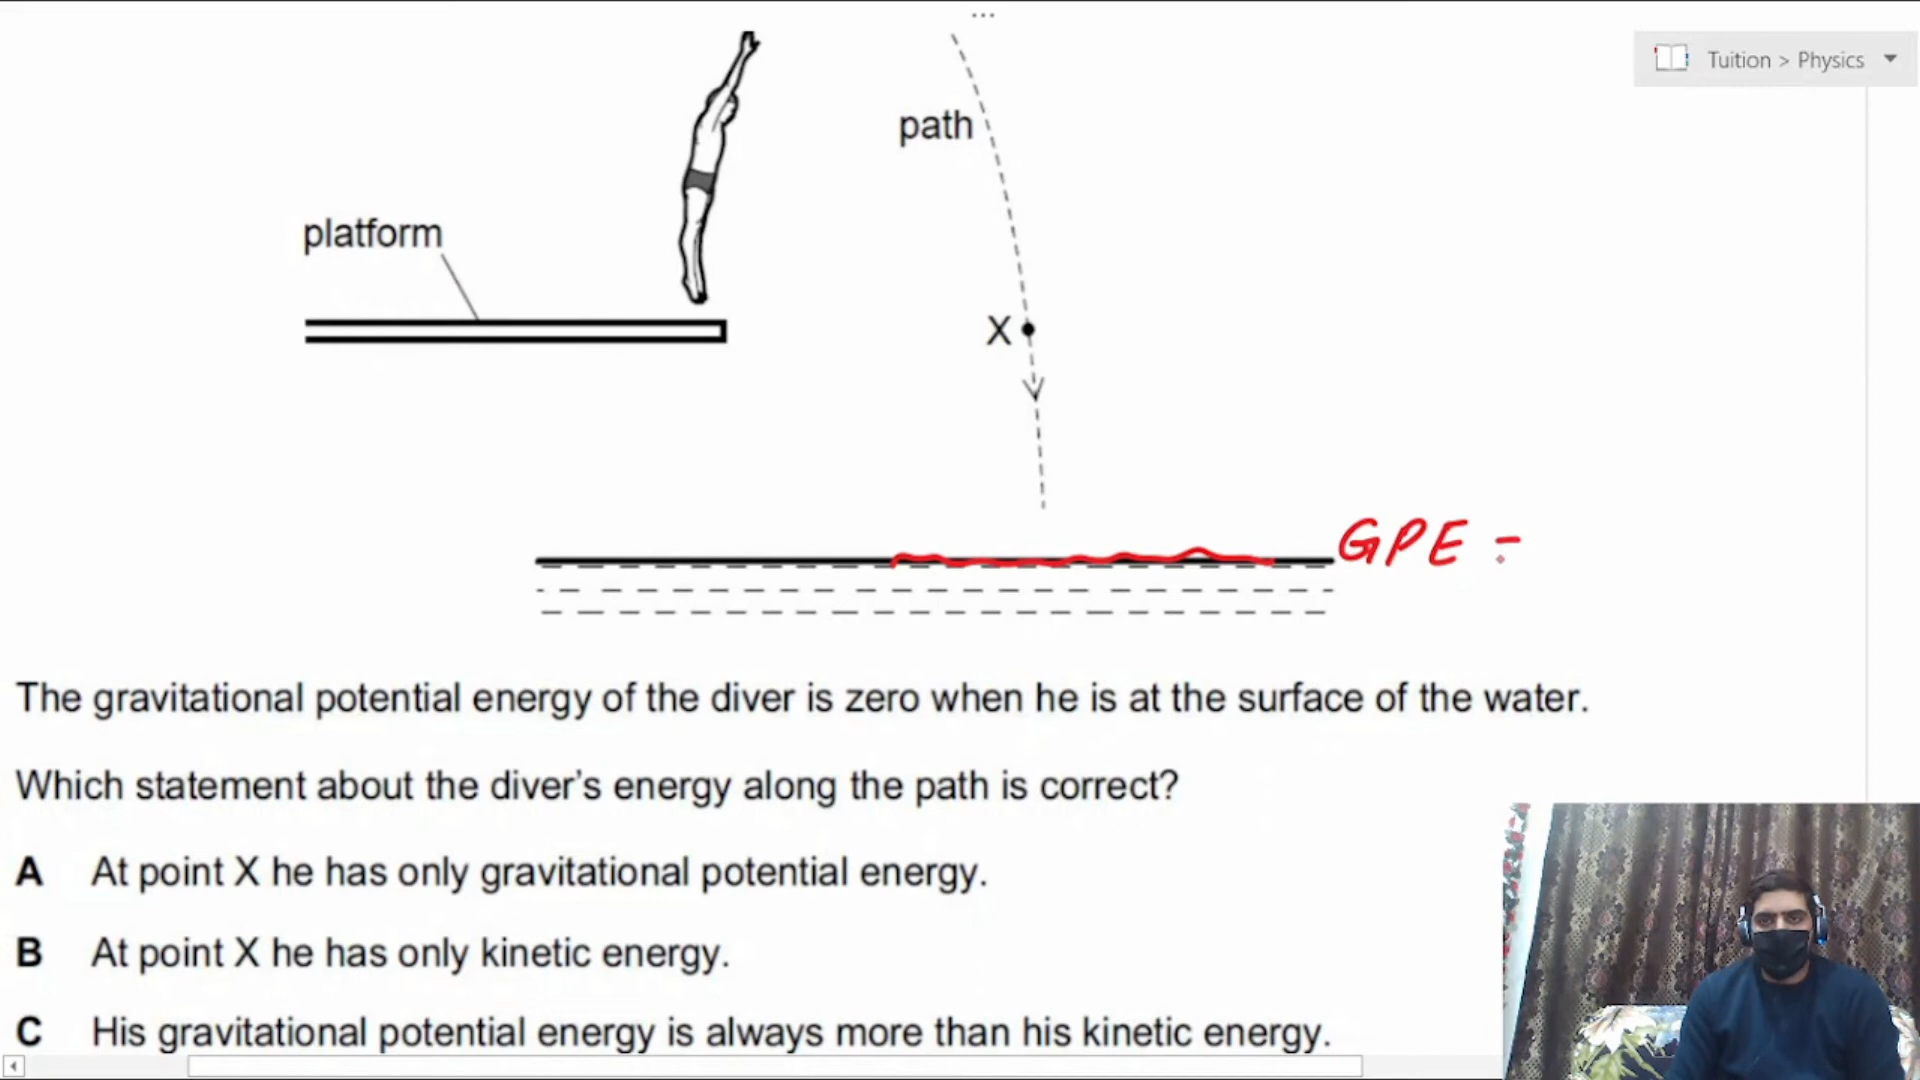 ...
Tuition > Physics
path
platform
X
GPE =
The gravitational potential energy of the diver is zero when he is at the surface of the water.
Which statement about the diver's energy along the path is correct?
A At point X he has only gravitational potential energy.
B At point X he has only kinetic energy.
C His gravitational potential energy is always more than his kinetic energy.